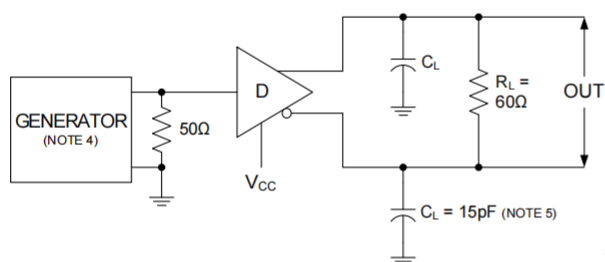 GENERATOR
(NOTE 4)
50Ω
D
VCC
CL
RL =
60Ω
OUT
CL = 15pF (NOTE 5)